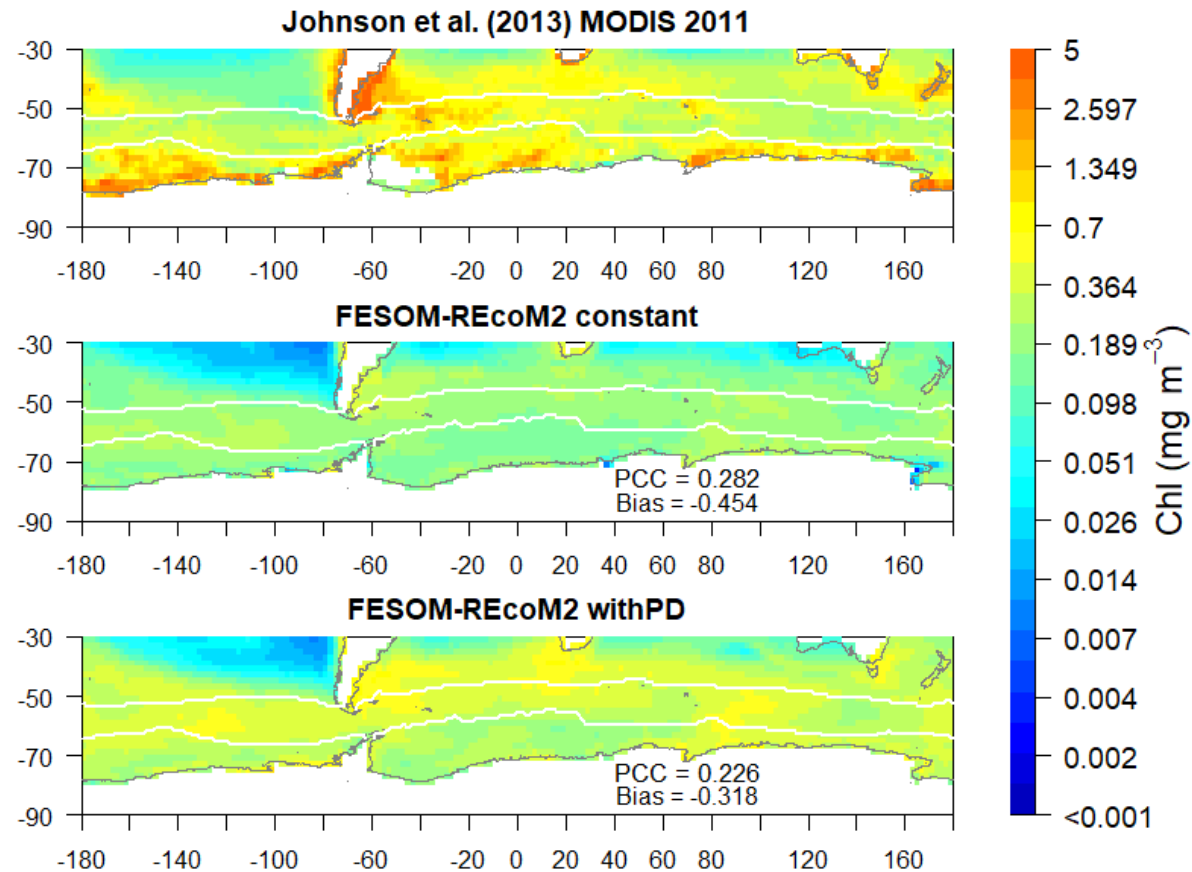 Johnson et al. (2013) MODIS 2011
-30
-50
-70
-90
-180 -140 -100 -60 -20 0 20 40 60 80 120 160
FESOM-REcoM2 constant
-30
-50
-70
-90
PCC = 0.282
Bias = -0.454
-180 -140 -100 -60 -20 0 20 40 60 80 120 160
FESOM-REcoM2 withPD
-30
-50
-70
-90
PCC = 0.226
Bias = -0.318
-180 -140 -100 -60 -20 0 20 40 60 80 120 160
5
2.597
1.349
0.7
0.364
0.189
0.098
0.051
0.026
0.014
0.007
0.004
0.002
<0.001
Chl (mg m⁻³)